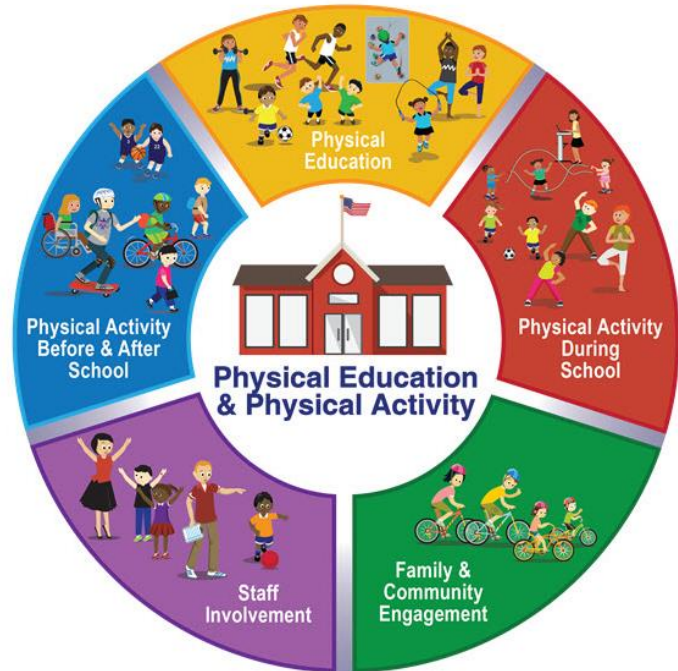 Physical
Education
Physical Activity
Before & After
School
Physical Activity
During
School
Physical Education
& Physical Activity
Staff
Involvement
Family &
Community
Engagement